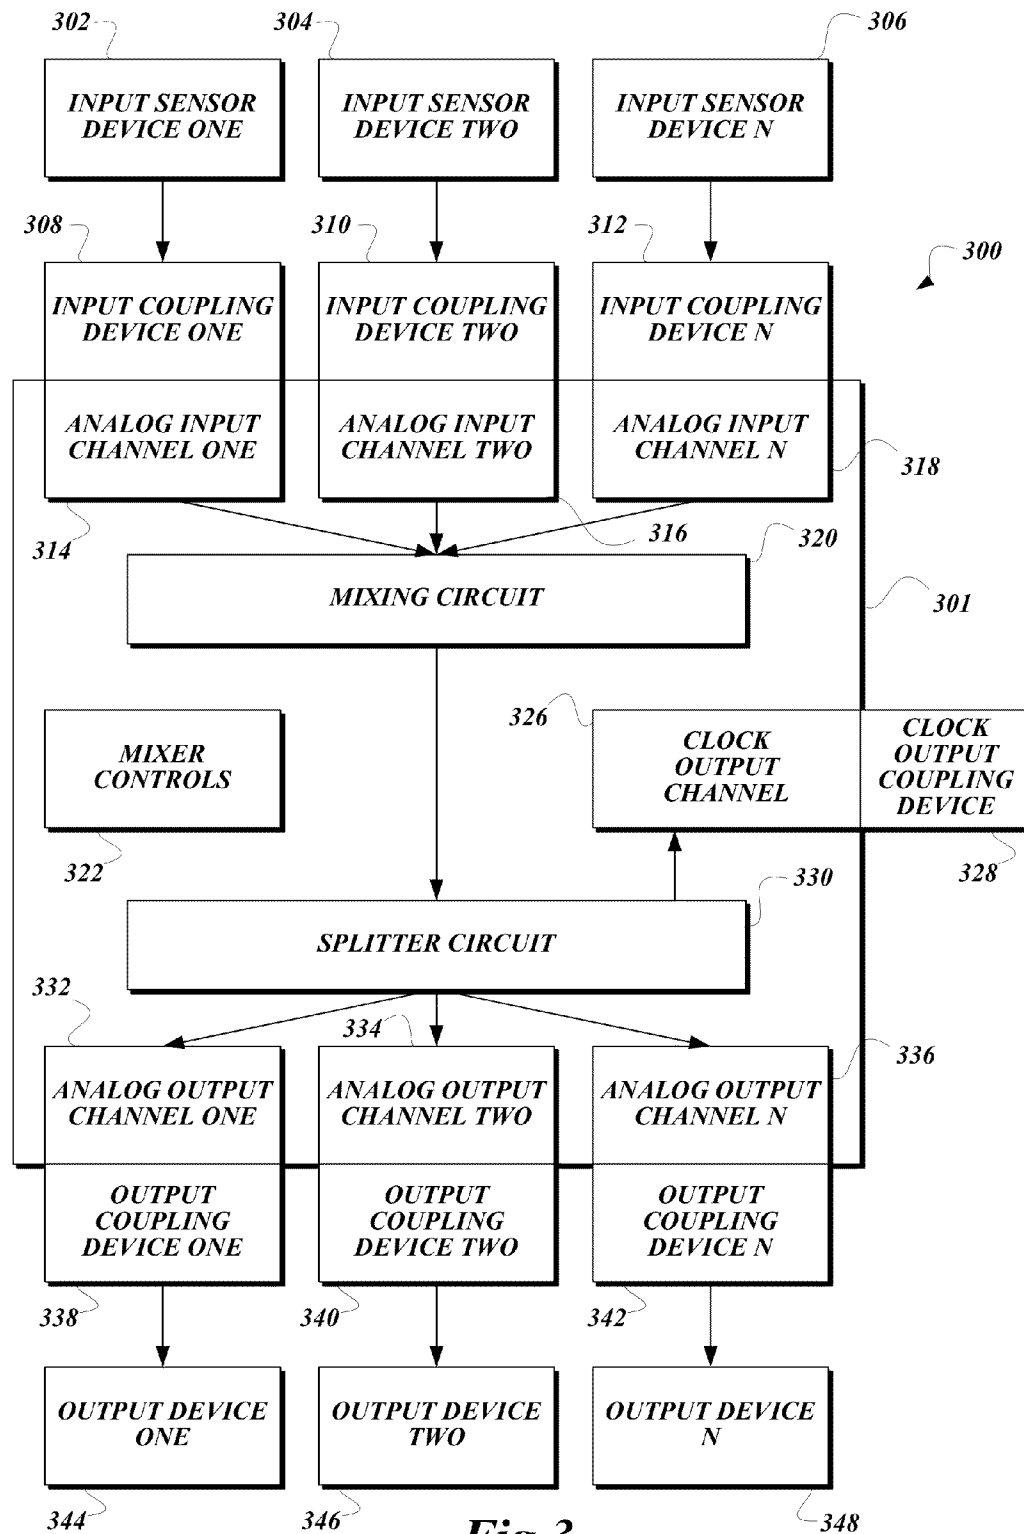 302
304
306
INPUT SENSOR
DEVICE ONE
INPUT SENSOR
DEVICE TWO
INPUT SENSOR
DEVICE N
308
310
312
300
INPUT COUPLING
DEVICE ONE
INPUT COUPLING
DEVICE TWO
INPUT COUPLING
DEVICE N
ANALOG INPUT
CHANNEL ONE
ANALOG INPUT
CHANNEL TWO
ANALOG INPUT
CHANNEL N
318
314
316
320
MIXING CIRCUIT
301
326
MIXER
CONTROLS
CLOCK
OUTPUT
CHANNEL
CLOCK
OUTPUT
COUPLING
DEVICE
322
328
330
SPLITTER CIRCUIT
332
334
336
ANALOG OUTPUT
CHANNEL ONE
ANALOG OUTPUT
CHANNEL TWO
ANALOG OUTPUT
CHANNEL N
OUTPUT
COUPLING
DEVICE ONE
OUTPUT
COUPLING
DEVICE TWO
OUTPUT
COUPLING
DEVICE N
338
340
342
OUTPUT DEVICE
ONE
OUTPUT DEVICE
TWO
OUTPUT DEVICE
N
344
346
348
Fig.3